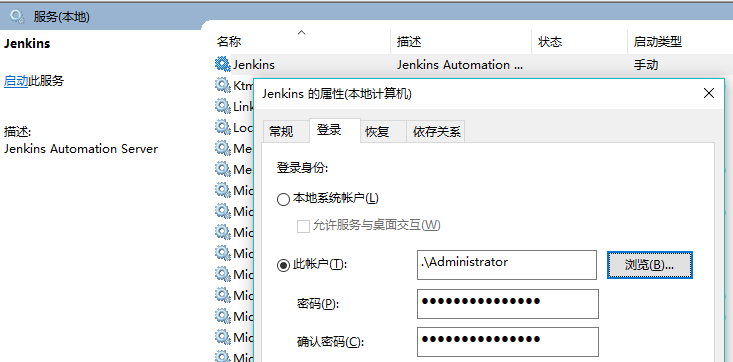 服务(本地)
Jenkins
启动此服务
描述:
Jenkins Automation Server
名称 描述 状态 启动类型
Jenkins Jenkins Automation ... 手动
Ktm
Link
Loc
Me
Me
Mic
Mic
Mic
Mic
Mic
Mic
Mic
Mic
Jenkins 的属性(本地计算机)
常规 登录 恢复 依存关系
登录身份:
本地系统帐户(L)
允许服务与桌面交互(W)
此帐户(T): .\Administrator 浏览(B)...
密码(P): ●●●●●●●●●●●●●●●
确认密码(C): ●●●●●●●●●●●●●●●